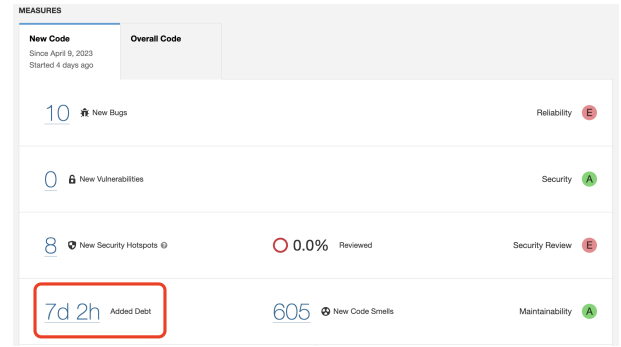 MEASURES
New Code
Overall Code
Since April 9, 2023
Started 4 days ago
10 New Bugs
Reliability E
0 New Vulnerabilities
Security A
8 New Security Hotspots ?
0.0% Reviewed
Security Review E
7d 2h Added Debt
605 New Code Smells
Maintainability A